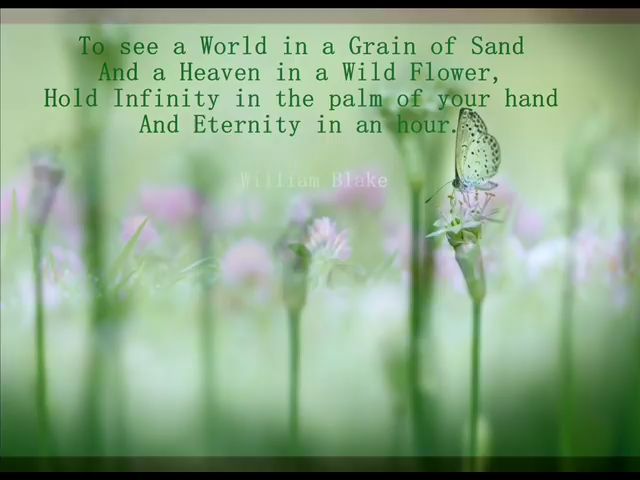 To see a World in a Grain of Sand
And a Heaven in a Wild Flower,
Hold Infinity in the palm of your hand
And Eternity in an hour.
William Blake